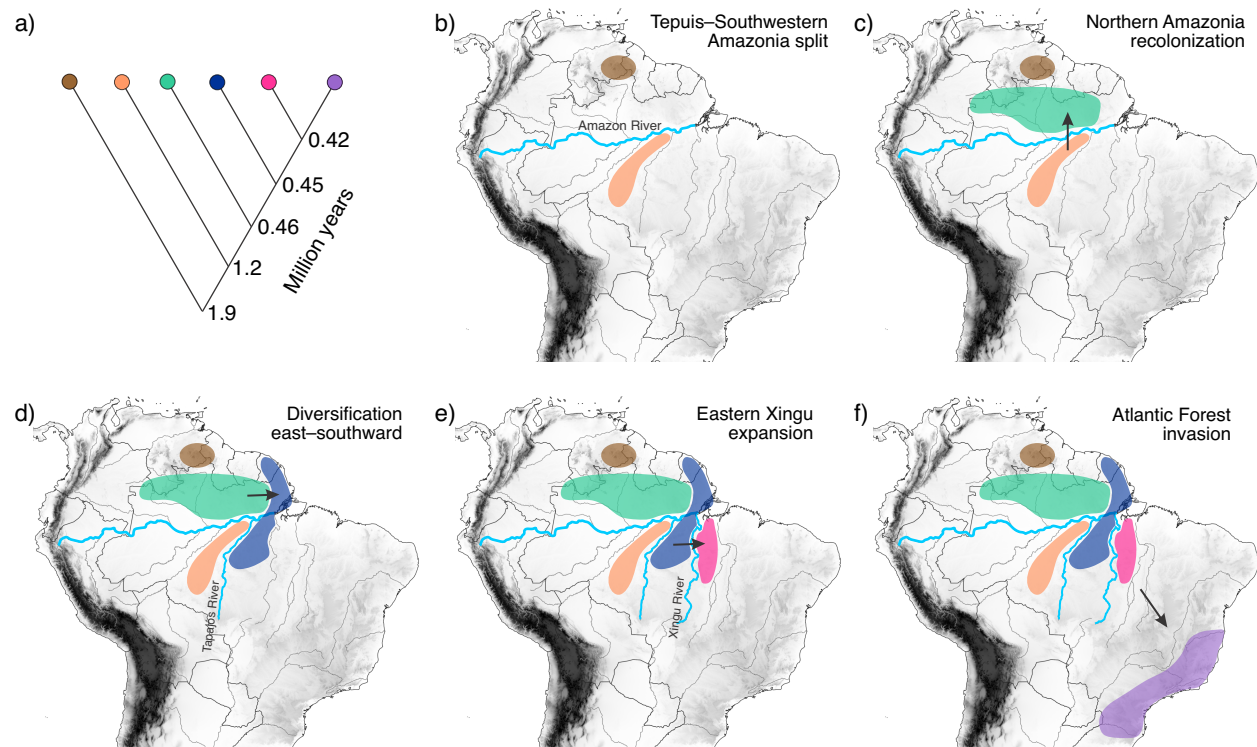 a)
0.42
0.45
0.46
1.2
1.9
Million years
b)
Tepuis–Southwestern
Amazonia split
Amazon River
c)
Northern Amazonia
recolonization
d)
Diversification
east–southward
Tapajós River
e)
Eastern Xingu
expansion
Xingu River
f)
Atlantic Forest
invasion